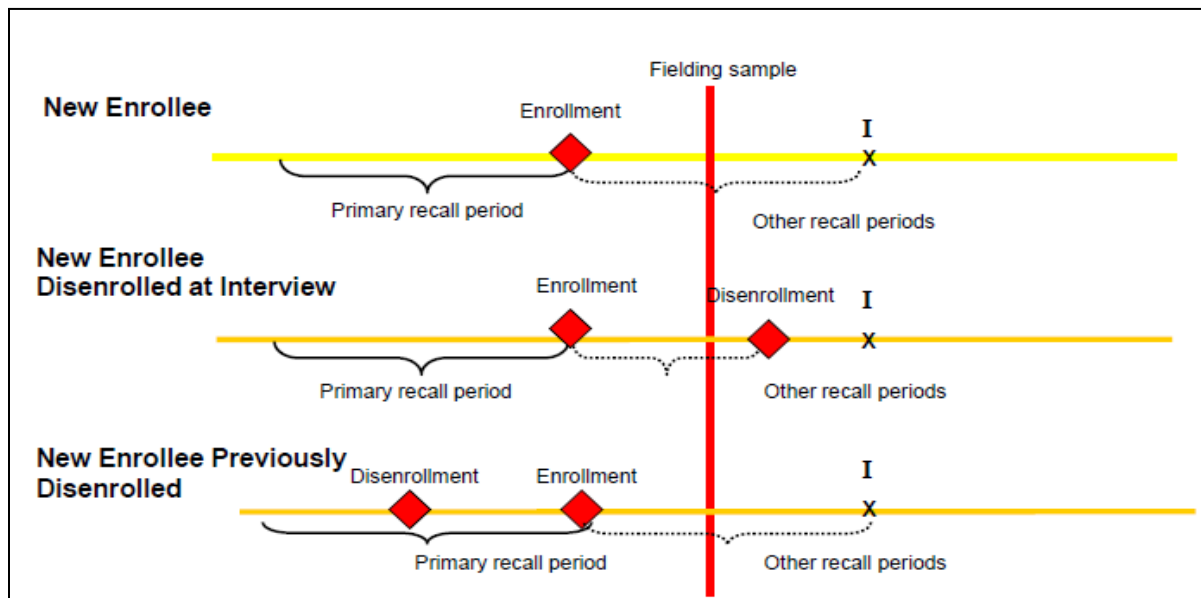 Fielding sample
New Enrollee
Enrollment
I
X
Primary recall period
Other recall periods
New Enrollee
Disenrolled at Interview
Enrollment
Disenrollment
I
X
Primary recall period
Other recall periods
New Enrollee Previously
Disenrolled
Disenrollment
Enrollment
I
X
Primary recall period
Other recall periods